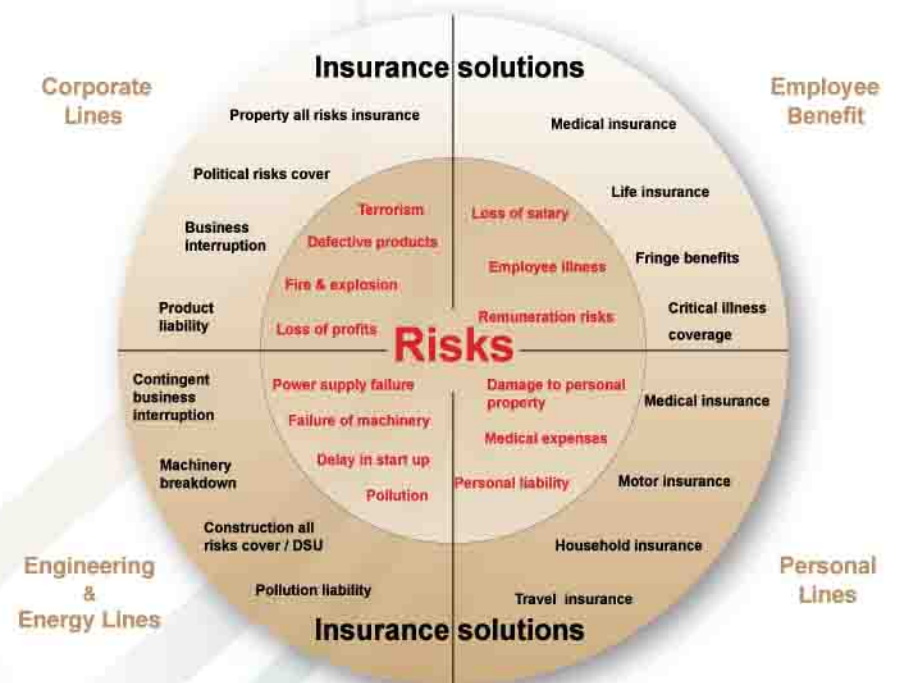 Insurance solutions
Corporate
Lines
Property all risks insurance
Political risks cover
Business
interruption
Product
liability
Terrorism
Defective products
Fire & explosion
Loss of profits
Employee
Benefit
Medical insurance
Life insurance
Fringe benefits
Critical illness
coverage
Loss of salary
Employee illness
Remuneration risks
Risks
Contingent
business
interruption
Machinery
breakdown
Construction all
risks cover / DSU
Pollution liability
Engineering
&
Energy Lines
Power supply failure
Failure of machinery
Delay in start up
Pollution
Damage to personal
property
Medical expenses
Personal liability
Medical insurance
Motor insurance
Household insurance
Travel insurance
Personal
Lines
Insurance solutions